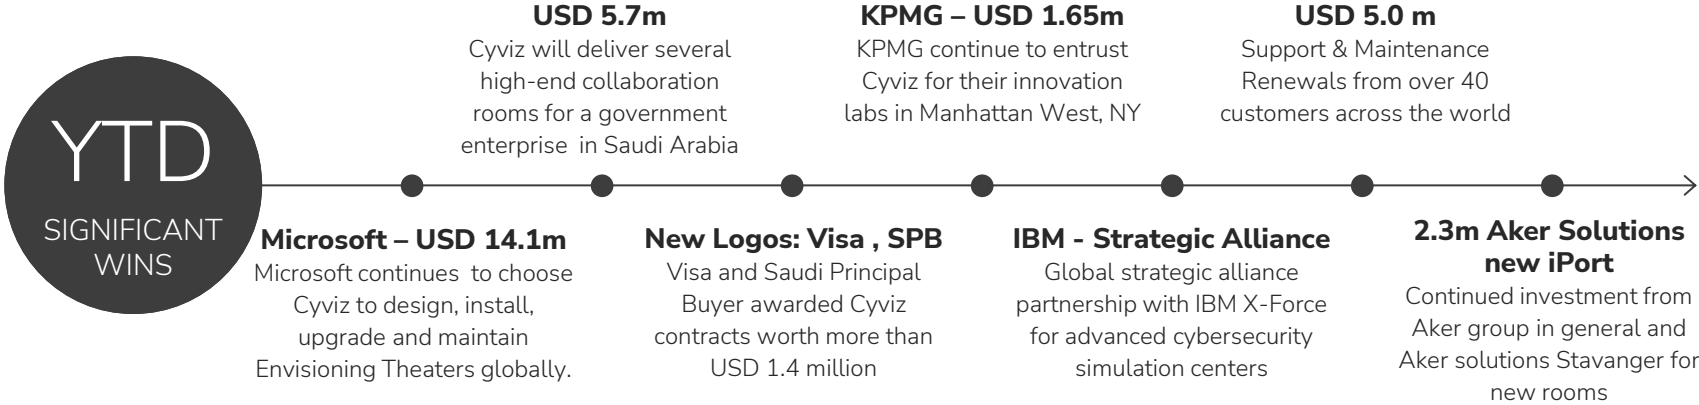 YTD
SIGNIFICANT
WINS
Microsoft – USD 14.1m
Microsoft continues  to choose
Cyviz to design, install,
upgrade and maintain
Envisioning Theaters globally.
USD 5.7m
Cyviz will deliver several
high-end collaboration
rooms for a government
enterprise  in Saudi Arabia
New Logos: Visa , SPB
Visa and Saudi Principal
Buyer awarded Cyviz
contracts worth more than
USD 1.4 million
KPMG – USD 1.65m
KPMG continue to entrust
Cyviz for their innovation
labs in Manhattan West, NY
IBM - Strategic Alliance
Global strategic alliance
partnership with IBM X-Force
for advanced cybersecurity
simulation centers
USD 5.0 m
Support & Maintenance
Renewals from over 40
customers across the world
2.3m Aker Solutions
new iPort
Continued investment from
Aker group in general and
Aker solutions Stavanger for
new rooms